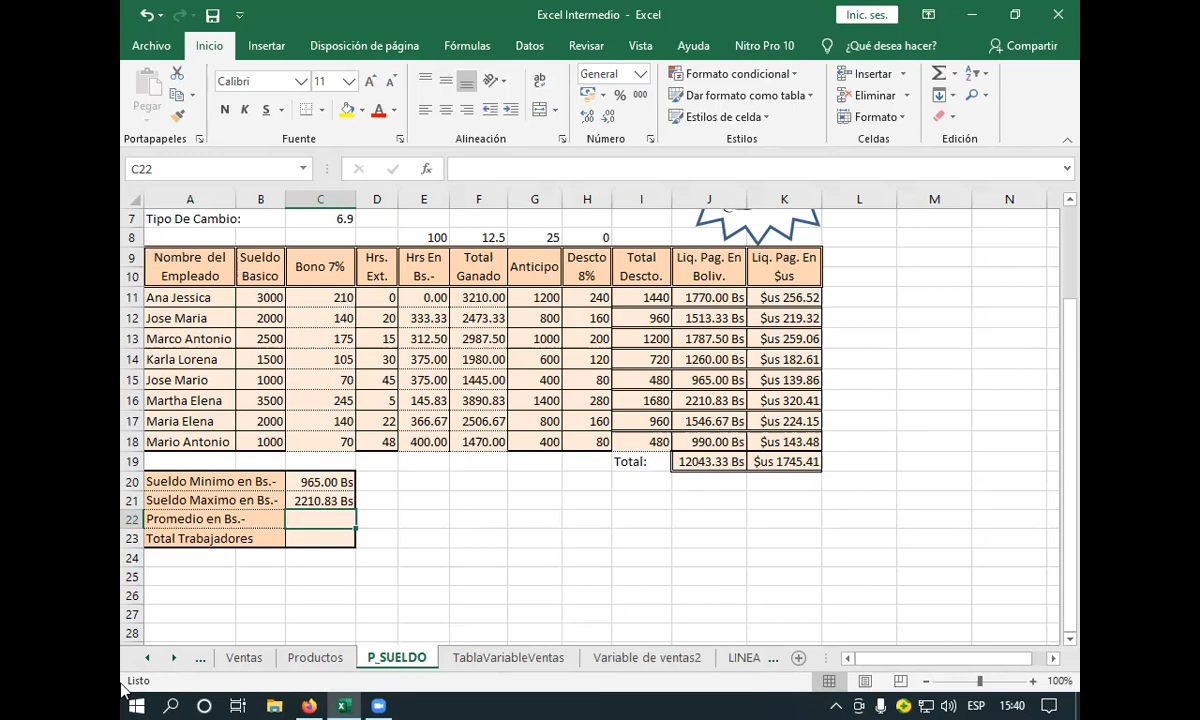 Excel Intermedio - Excel
Inic. ses.
Archivo Inicio Insertar Disposición de página Fórmulas Datos Revisar Vista Ayuda Nitro Pro 10 ¿Qué desea hacer? Compartir
Pegar
Calibri 11
N K S
General
% 000
Formato condicional
Dar formato como tabla
Estilos de celda
Insertar
Eliminar
Formato
Portapapeles Fuente Alineación Número Estilos Celdas Edición
C22
A B C D E F G H I J K L M N O
7 Tipo De Cambio: 6.9
8 100 12.5 25 0
9 Nombre del Sueldo Bono 7% Hrs. Hrs En Total Anticipo Descto Total Liq. Pag. En Liq. Pag. En
10 Empleado Basico Ext. Bs.- Ganado 8% Descto. Boliv. $us
11 Ana Jessica 3000 210 0 0.00 3210.00 1200 240 1440 1770.00 Bs $us 256.52
12 Jose Maria 2000 140 20 333.33 2473.33 800 160 960 1513.33 Bs $us 219.32
13 Marco Antonio 2500 175 15 312.50 2987.50 1000 200 1200 1787.50 Bs $us 259.06
14 Karla Lorena 1500 105 30 375.00 1980.00 600 120 720 1260.00 Bs $us 182.61
15 Jose Mario 1000 70 45 375.00 1445.00 400 80 480 965.00 Bs $us 139.86
16 Martha Elena 3500 245 5 145.83 3890.83 1400 280 1680 2210.83 Bs $us 320.41
17 Maria Elena 2000 140 22 366.67 2506.67 800 160 960 1546.67 Bs $us 224.15
18 Mario Antonio 1000 70 48 400.00 1470.00 400 80 480 990.00 Bs $us 143.48
19 Total: 12043.33 Bs $us 1745.41
20 Sueldo Minimo en Bs.- 965.00 Bs
21 Sueldo Maximo en Bs.- 2210.83 Bs
22 Promedio en Bs.-
23 Total Trabajadores
24
25
26
27
28
... Ventas Productos P_SUELDO TablaVariableVentas Variable de ventas2 LINEA ...
Listo
100%
ESP 15:40